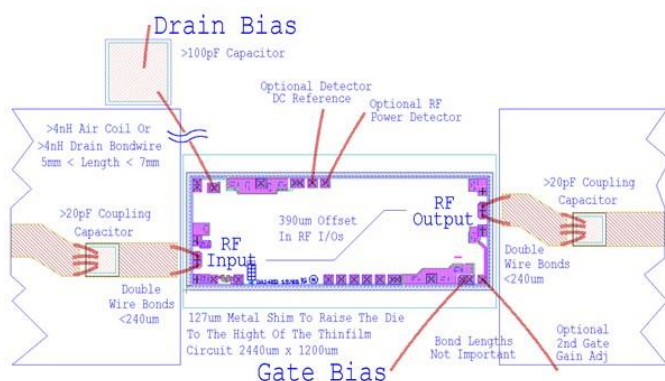 Drain Bias
>100pF Capacitor
Optional Detector
DC Reference
Optional RF
Power Detector
>4nH Air Coil Or
>4nH Drain Bondwire
5mm < Length < 7mm
>20pF Coupling
Capacitor
RF
Input
390um Offset
In RF I/Os
RF
Output
>20pF Coupling
Capacitor
Double
Wire Bonds
<240um
Double
Wire Bonds
<240um
127um Metal Shim To Raise The Die
To The Hight Of The Thinfilm
Circuit 2440um x 1200um
Bond Lengths
Not Important
Optional
2nd Gate
Gain Adj
Gate Bias